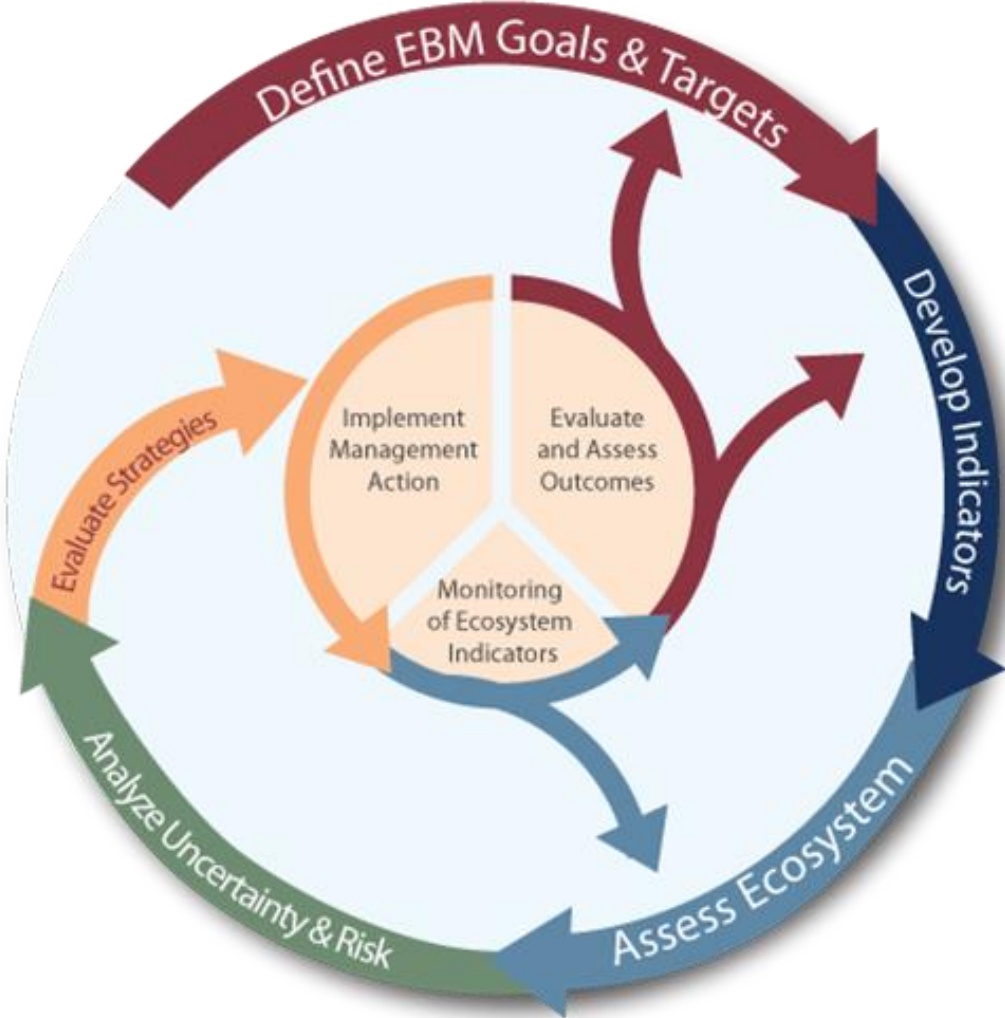 Define EBM Goals & Targets
Develop Indicators
Assess Ecosystem
Analyze Uncertainty & Risk
Evaluate Strategies
Implement
Management
Action
Evaluate
and Assess
Outcomes
Monitoring
of Ecosystem
Indicators